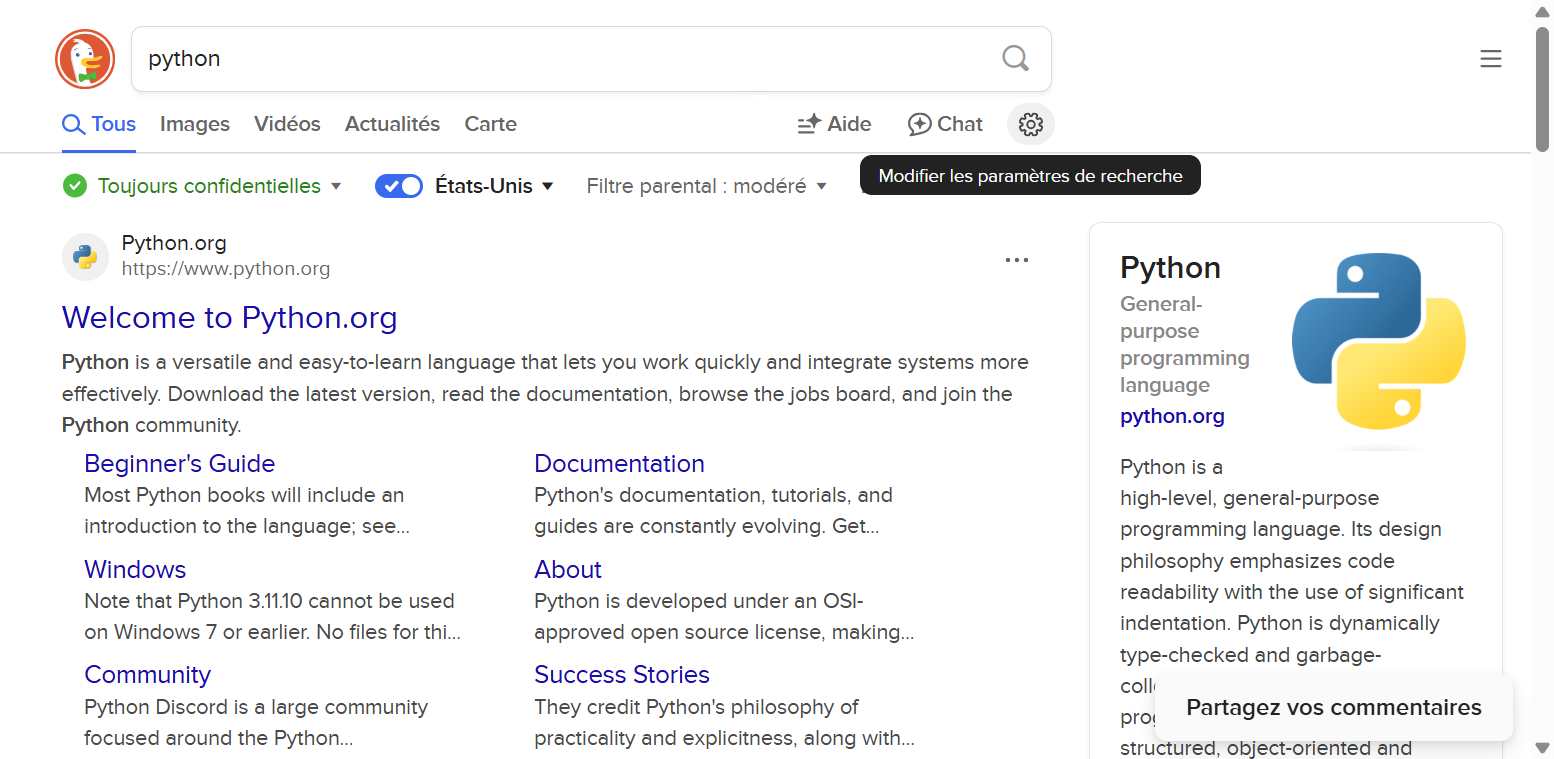 python
Tous Images Vidéos Actualités Carte Aide Chat
Modifier les paramètres de recherche
Toujours confidentielles États-Unis Filtre parental : modéré
Python.org
https://www.python.org
Welcome to Python.org
Python is a versatile and easy-to-learn language that lets you work quickly and integrate systems more
effectively. Download the latest version, read the documentation, browse the jobs board, and join the
Python community.
Beginner's Guide
Most Python books will include an
introduction to the language; see...
Documentation
Python's documentation, tutorials, and
guides are constantly evolving. Get...
Windows
Note that Python 3.11.10 cannot be used
on Windows 7 or earlier. No files for thi...
About
Python is developed under an OSI-
approved open source license, making...
Community
Python Discord is a large community
focused around the Python...
Success Stories
They credit Python's philosophy of
practicality and explicitness, along with...
Python
General-
purpose
programming
language
python.org
Python is a
high-level, general-purpose
programming language. Its design
philosophy emphasizes code
readability with the use of significant
indentation. Python is dynamically
type-checked and garbage-
structured, object-oriented and
Partagez vos commentaires